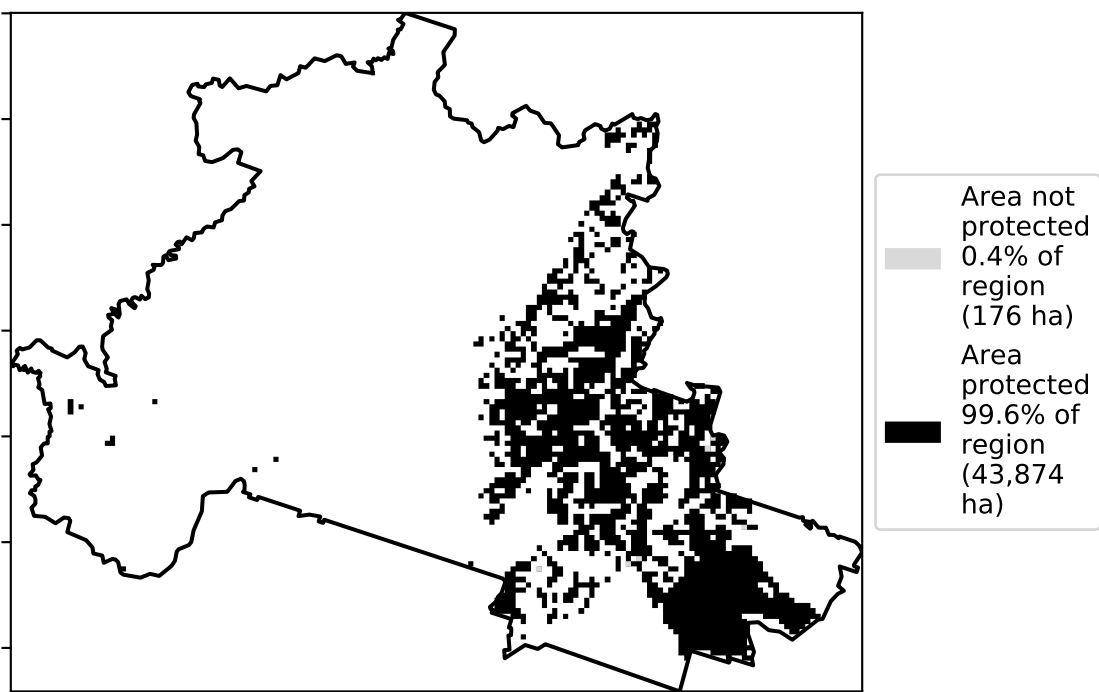 Area not
protected
0.4% of
region
(176 ha)
Area
protected
99.6% of
region
(43,874
ha)